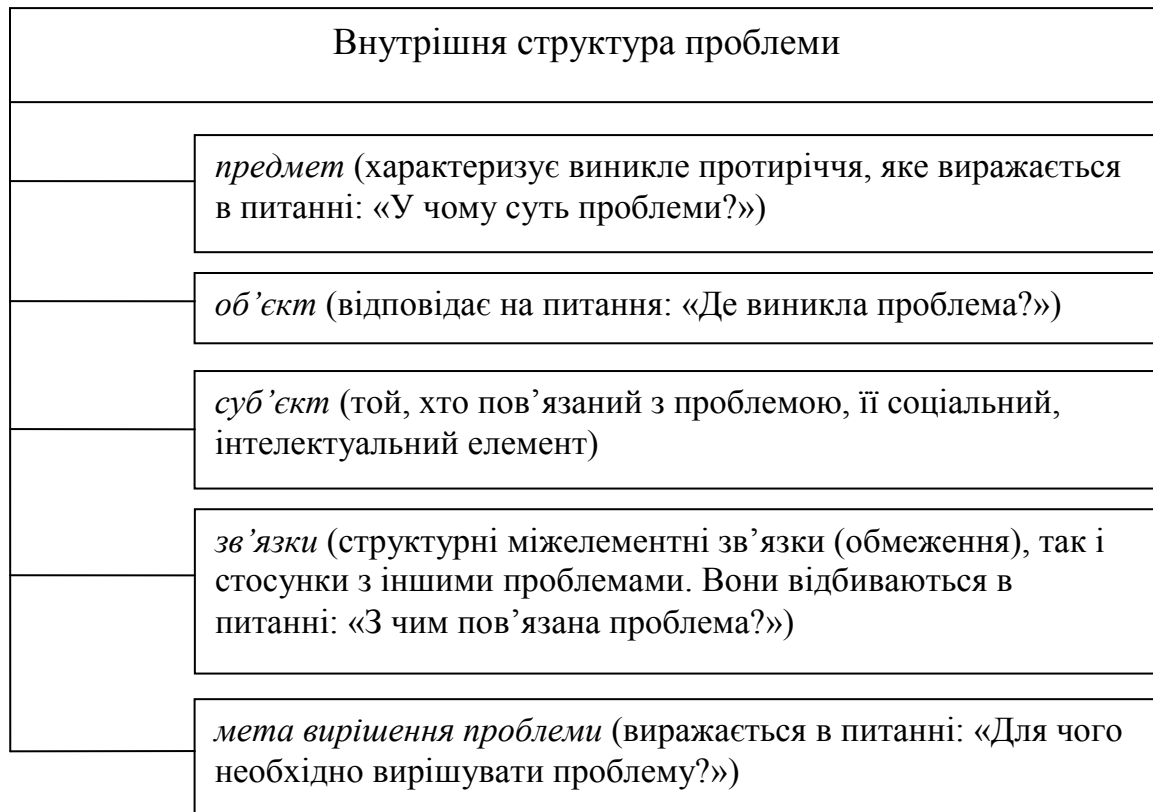 Внутрішня структура проблеми
предмет (характеризує виникле протиріччя, яке виражається
в питанні: «У чому суть проблеми?»)
об’єкт (відповідає на питання: «Де виникла проблема?»)
суб’єкт (той, хто пов’язаний з проблемою, її соціальний,
інтелектуальний елемент)
зв’язки (структурні міжелементні зв’язки (обмеження), так і
стосунки з іншими проблемами. Вони відбиваються в
питанні: «З чим пов’язана проблема?»)
мета вирішення проблеми (виражається в питанні: «Для чого
необхідно вирішувати проблему?»)